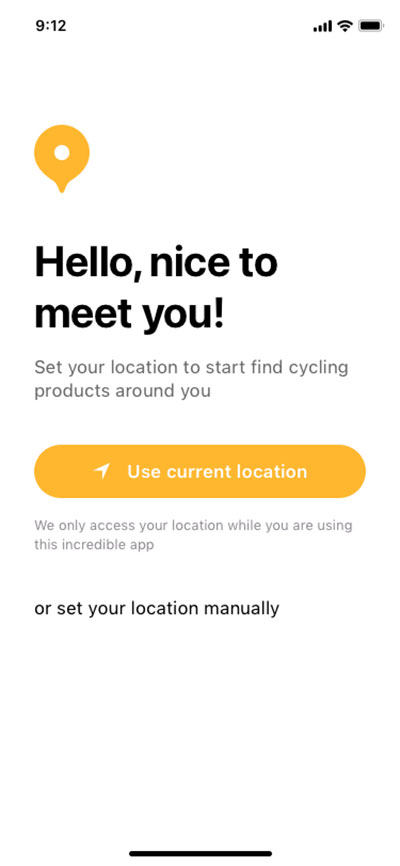 9:12
Hello, nice to
meet you!
Set your location to start find cycling
products around you
Use current location
We only access your location while you are using
this incredible app
or set your location manually